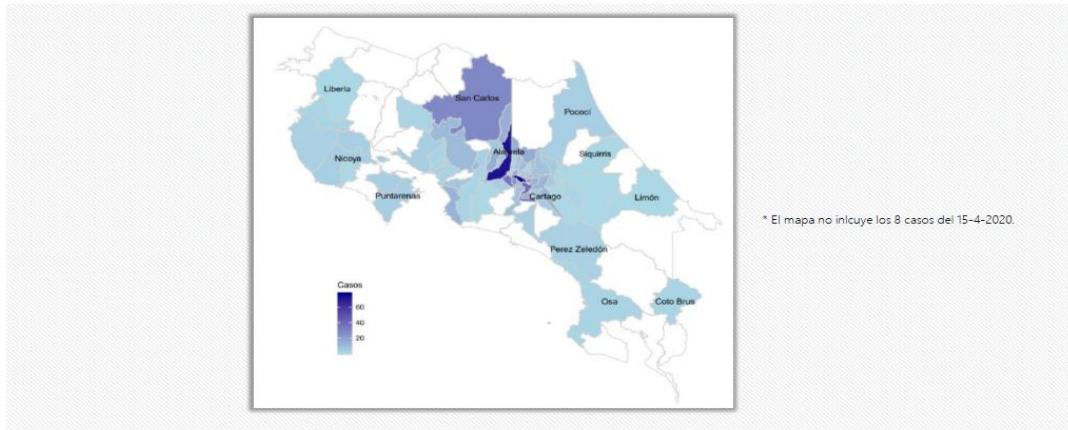 Liberia
San Carlos
Pococí
Alajuela
Siquirris
Nicoya
Puntarenas
Cartago
Limón
* El mapa no inlcuye los 8 casos del 15-4-2020.
Perez Zeledón
Casos
60
40
20
Osa
Coto Brus